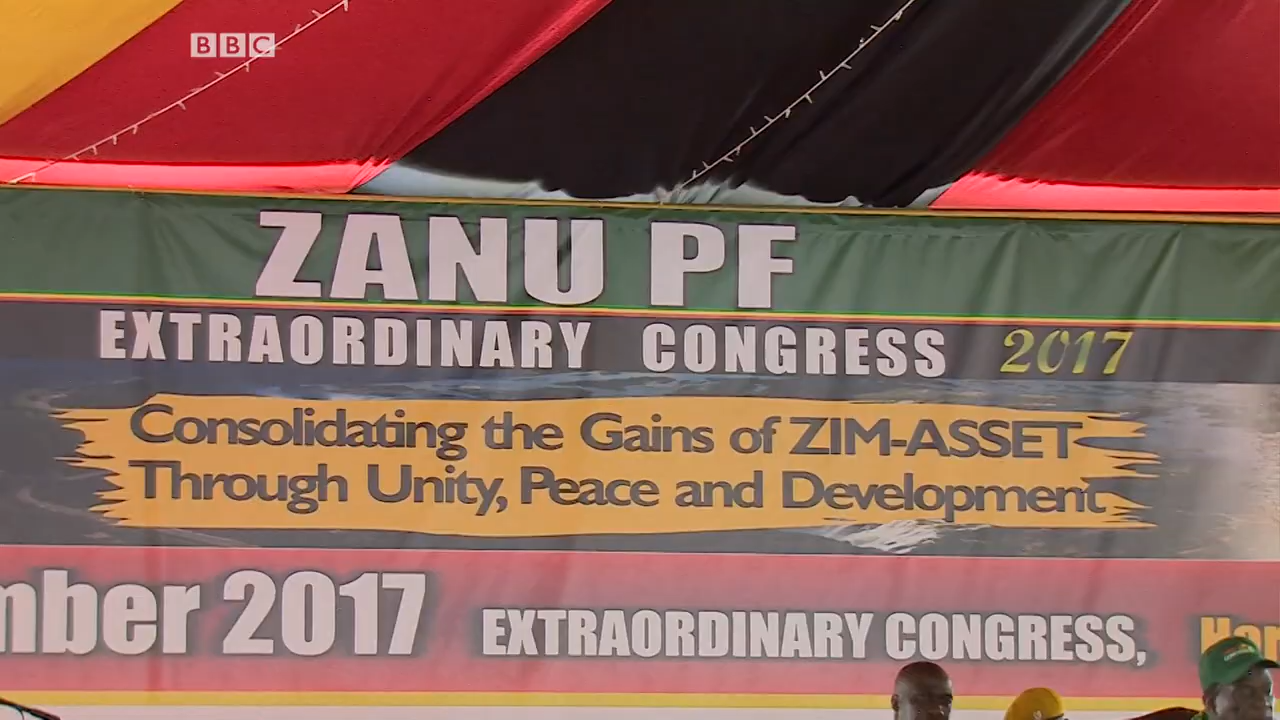 BBC
ZANU PF
EXTRAORDINARY CONGRESS 2017
Consolidating the Gains of ZIM-ASSET
Through Unity, Peace and Development
mber 2017 EXTRAORDINARY CONGRESS,